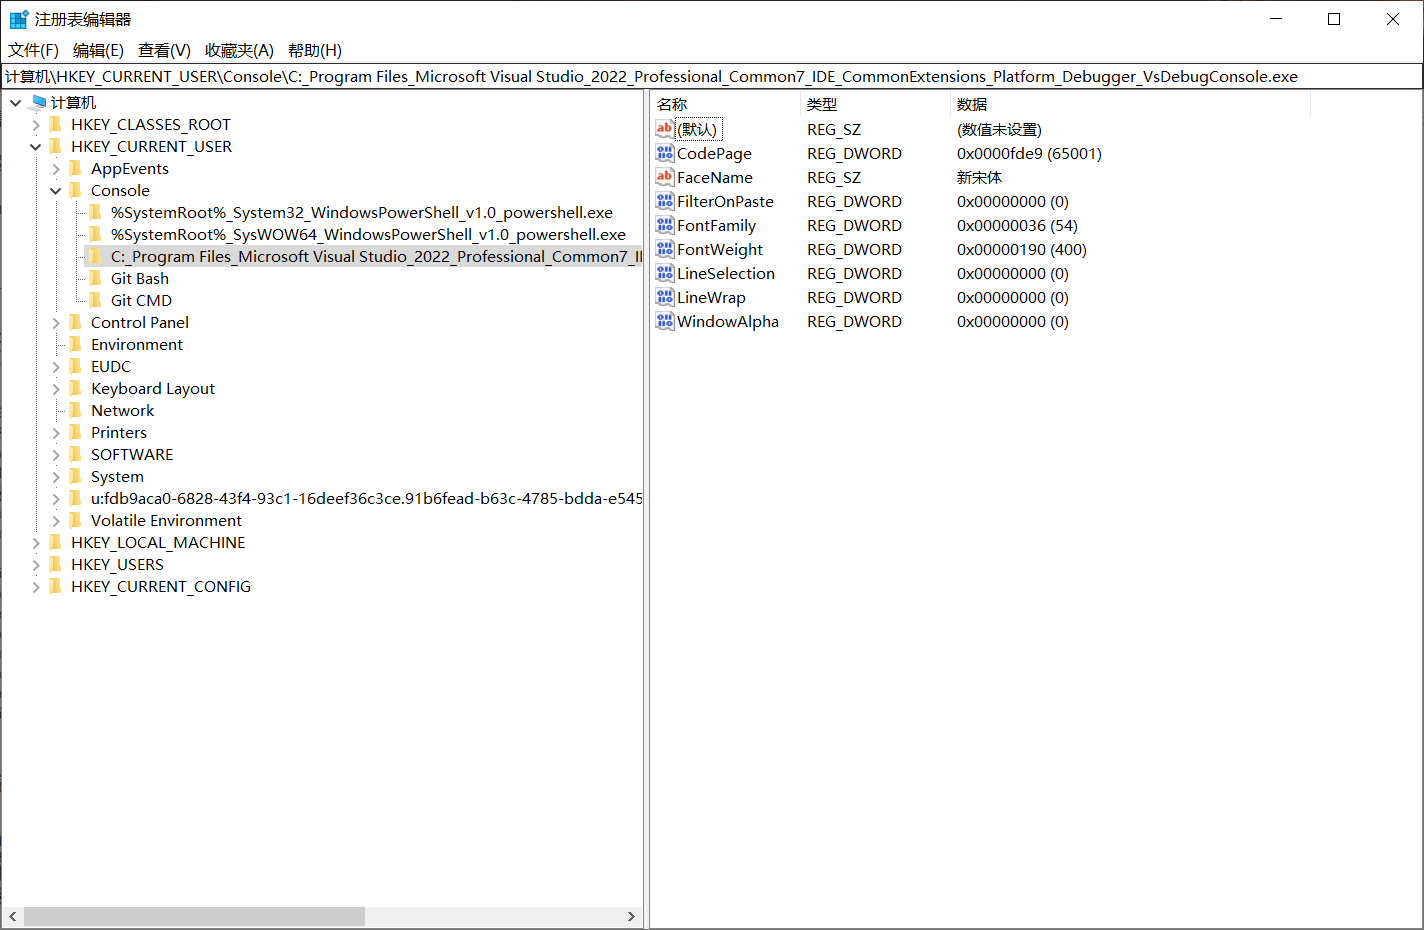 注册表编辑器
文件(F) 编辑(E) 查看(V) 收藏夹(A) 帮助(H)
计算机\HKEY_CURRENT_USER\Console\C:_Program Files_Microsoft Visual Studio_2022_Professional_Common7_IDE_CommonExtensions_Platform_Debugger_VsDebugConsole.exe
计算机
HKEY_CLASSES_ROOT
HKEY_CURRENT_USER
AppEvents
Console
%SystemRoot%_System32_WindowsPowerShell_v1.0_powershell.exe
%SystemRoot%_SysWOW64_WindowsPowerShell_v1.0_powershell.exe
C:_Program Files_Microsoft Visual Studio_2022_Professional_Common7_I
Git Bash
Git CMD
Control Panel
Environment
EUDC
Keyboard Layout
Network
Printers
SOFTWARE
System
u:fdb9aca0-6828-43f4-93c1-16deef36c3ce.91b6fead-b63c-4785-bdda-e545
Volatile Environment
HKEY_LOCAL_MACHINE
HKEY_USERS
HKEY_CURRENT_CONFIG
名称 类型 数据
(默认) REG_SZ (数值未设置)
CodePage REG_DWORD 0x0000fde9 (65001)
FaceName REG_SZ 新宋体
FilterOnPaste REG_DWORD 0x00000000 (0)
FontFamily REG_DWORD 0x00000036 (54)
FontWeight REG_DWORD 0x00000190 (400)
LineSelection REG_DWORD 0x00000000 (0)
LineWrap REG_DWORD 0x00000000 (0)
WindowAlpha REG_DWORD 0x00000000 (0)